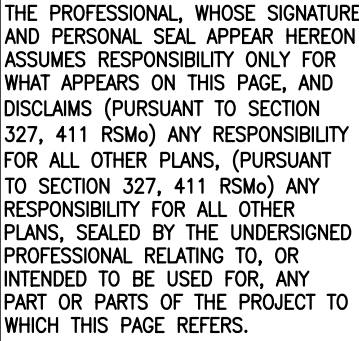 THE PROFESSIONAL, WHOSE SIGNATURE
AND PERSONAL SEAL APPEAR HEREON
ASSUMES RESPONSIBILITY ONLY FOR
WHAT APPEARS ON THIS PAGE, AND
DISCLAIMS (PURSUANT TO SECTION
327, 411 RSMo) ANY RESPONSIBILITY
FOR ALL OTHER PLANS, (PURSUANT
TO SECTION 327, 411 RSMo) ANY
RESPONSIBILITY FOR ALL OTHER
PLANS, SEALED BY THE UNDERSIGNED
PROFESSIONAL RELATING TO, OR
INTENDED TO BE USED FOR, ANY
PART OR PARTS OF THE PROJECT TO
WHICH THIS PAGE REFERS.